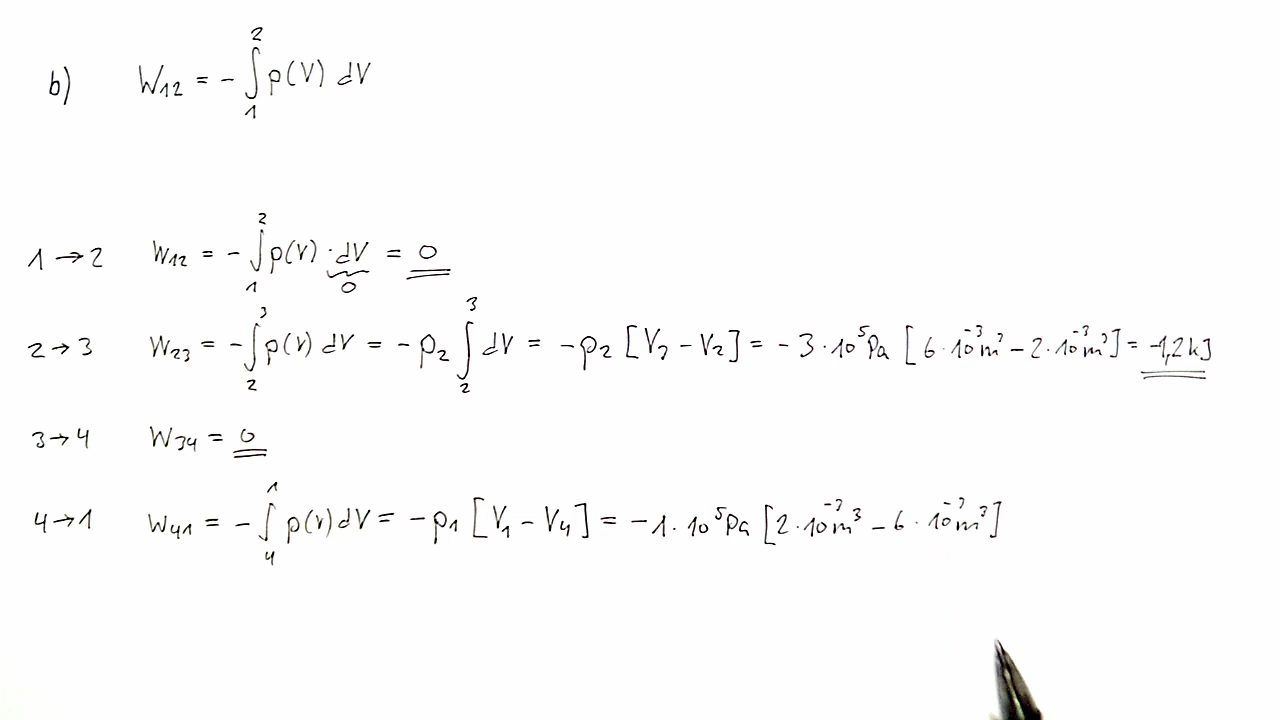 b) W₁₂ = - ∫₁² p(V) dV
1 → 2 W₁₂ = - ∫₁² p(V) · dV = 0
0
2 → 3 W₂₃ = - ∫₂³ p(V) dV = - p₂ ∫₂³ dV = - p₂ [V₃ - V₂] = - 3 · 10⁵ Pa [6 · 10⁻³ m³ - 2 · 10⁻³ m³] = -1,2 kJ
3 → 4 W₃₄ = 0
4 → 1 W₄₁ = - ∫₄¹ p(V) dV = - p₁ [V₁ - V₄] = - 1 · 10⁵ Pa [2 · 10⁻³ m³ - 6 · 10⁻³ m³]